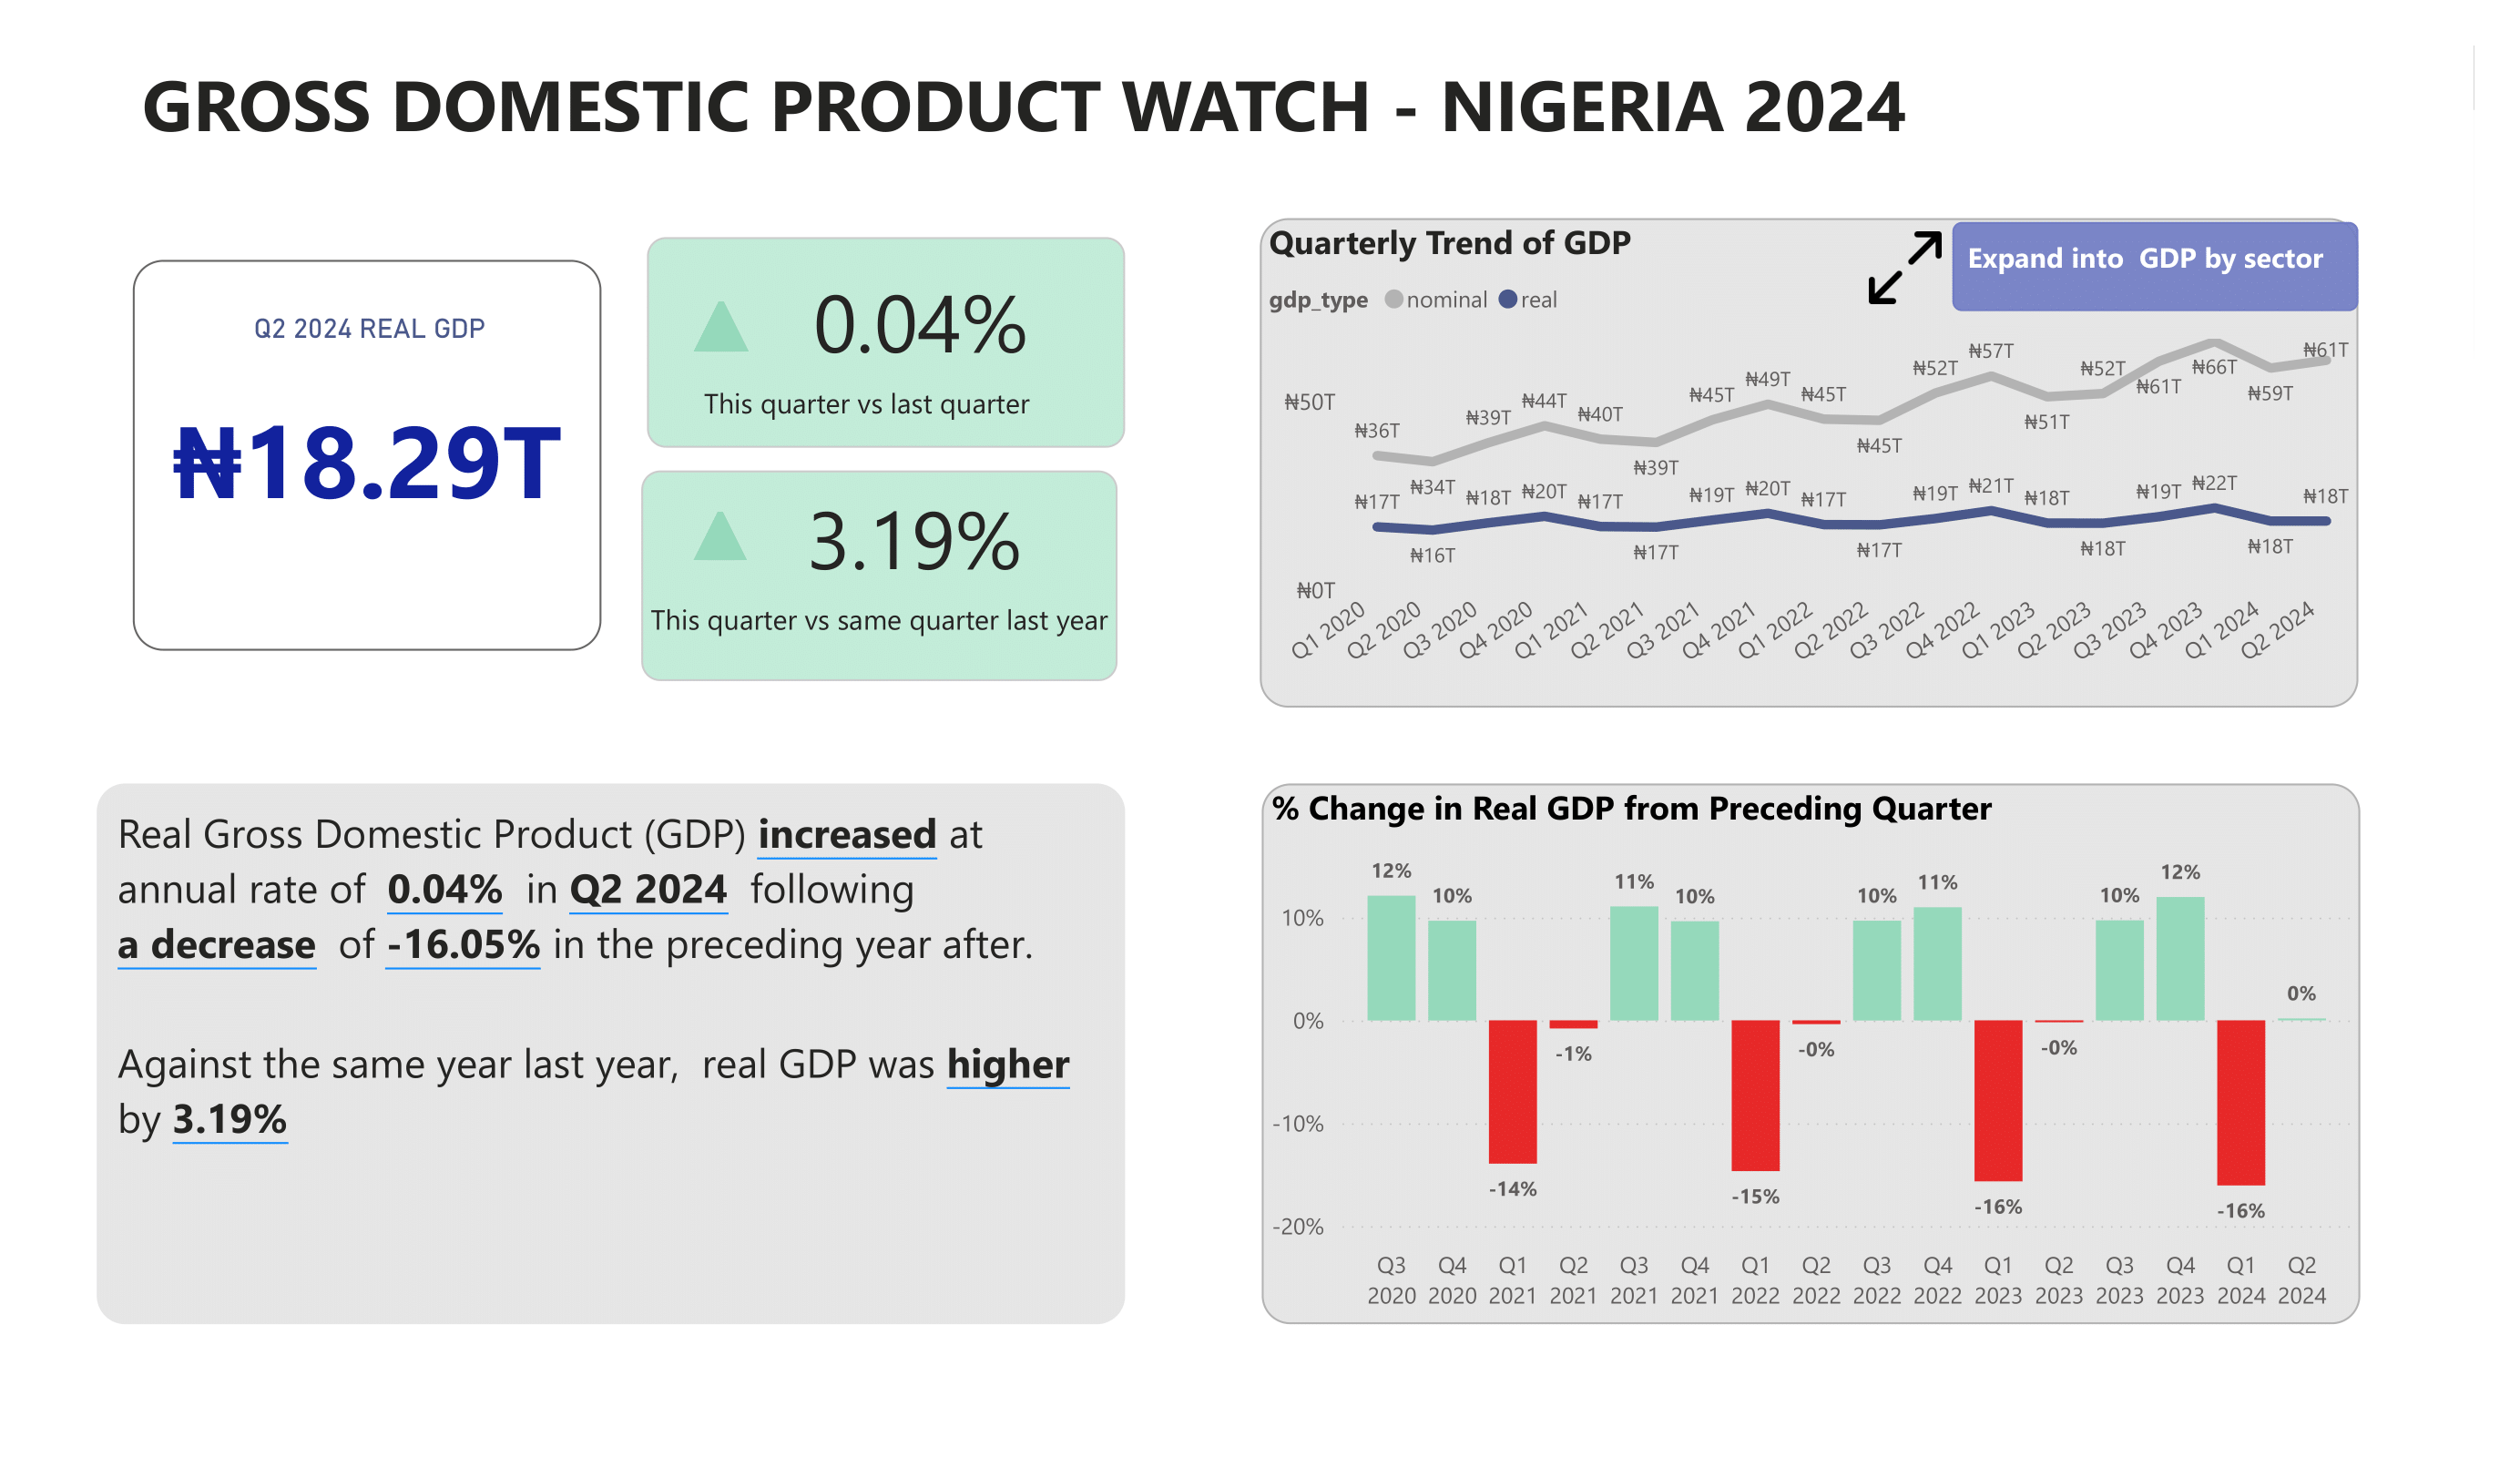 GROSS DOMESTIC PRODUCT WATCH - NIGERIA 2024
Q2 2024 REAL GDP
₦18.29T
0.04%
This quarter vs last quarter
3.19%
This quarter vs same quarter last year
Quarterly Trend of GDP
Expand into GDP by sector
gdp_type nominal real
₦50T
₦0T
₦36T ₦34T ₦39T ₦44T ₦40T ₦39T ₦45T ₦49T ₦45T ₦45T ₦52T ₦57T ₦51T ₦52T ₦61T ₦66T ₦59T ₦61T
₦17T ₦16T ₦18T ₦20T ₦17T ₦17T ₦19T ₦20T ₦17T ₦17T ₦19T ₦21T ₦18T ₦18T ₦19T ₦22T ₦18T ₦18T
Q1 2020 Q2 2020 Q3 2020 Q4 2020 Q1 2021 Q2 2021 Q3 2021 Q4 2021 Q1 2022 Q2 2022 Q3 2022 Q4 2022 Q1 2023 Q2 2023 Q3 2023 Q4 2023 Q1 2024 Q2 2024
Real Gross Domestic Product (GDP) increased at
annual rate of 0.04% in Q2 2024 following
a decrease of -16.05% in the preceding year after.
Against the same year last year, real GDP was higher
by 3.19%
% Change in Real GDP from Preceding Quarter
10%
0%
-10%
-20%
12% 10% -14% -1% 11% 10% -15% -0% 10% 11% -16% -0% 10% 12% -16% 0%
Q3 Q4 Q1 Q2 Q3 Q4 Q1 Q2 Q3 Q4 Q1 Q2 Q3 Q4 Q1 Q2
2020 2020 2021 2021 2021 2021 2022 2022 2022 2022 2023 2023 2023 2023 2024 2024